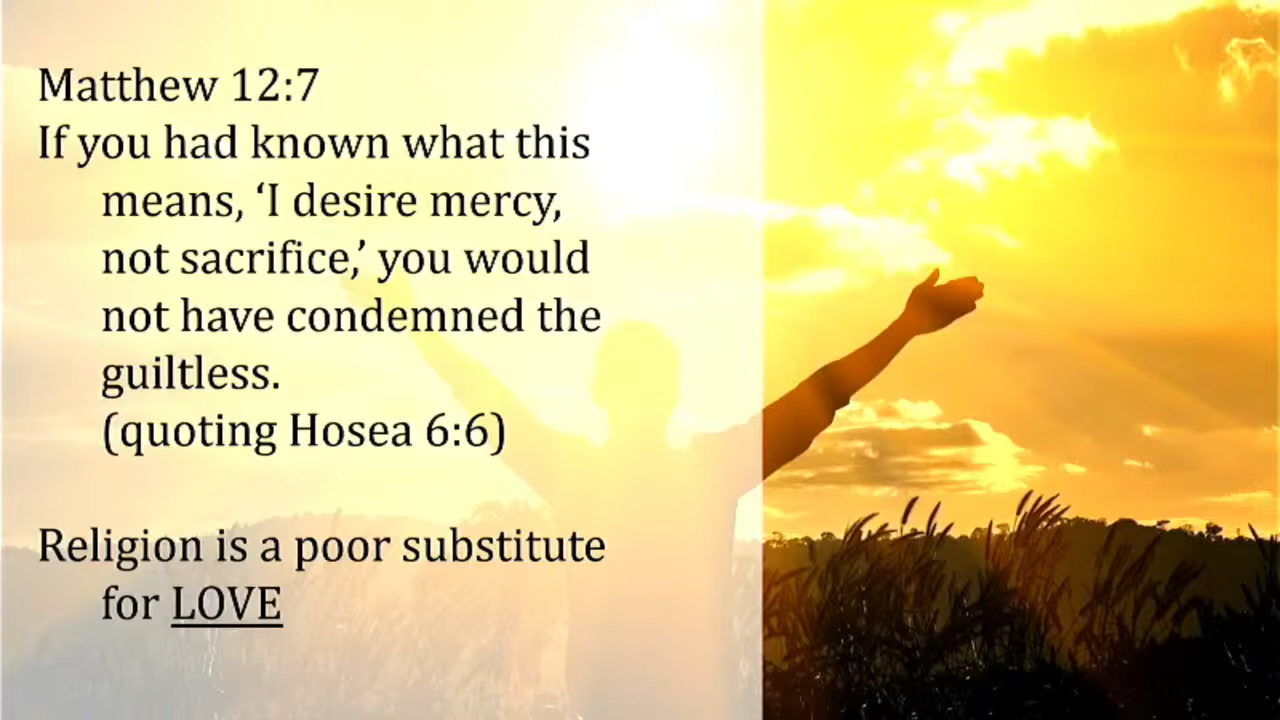 Matthew 12:7
If you had known what this
means, ‘I desire mercy,
not sacrifice,’ you would
not have condemned the
guiltless.
(quoting Hosea 6:6)
Religion is a poor substitute
for LOVE